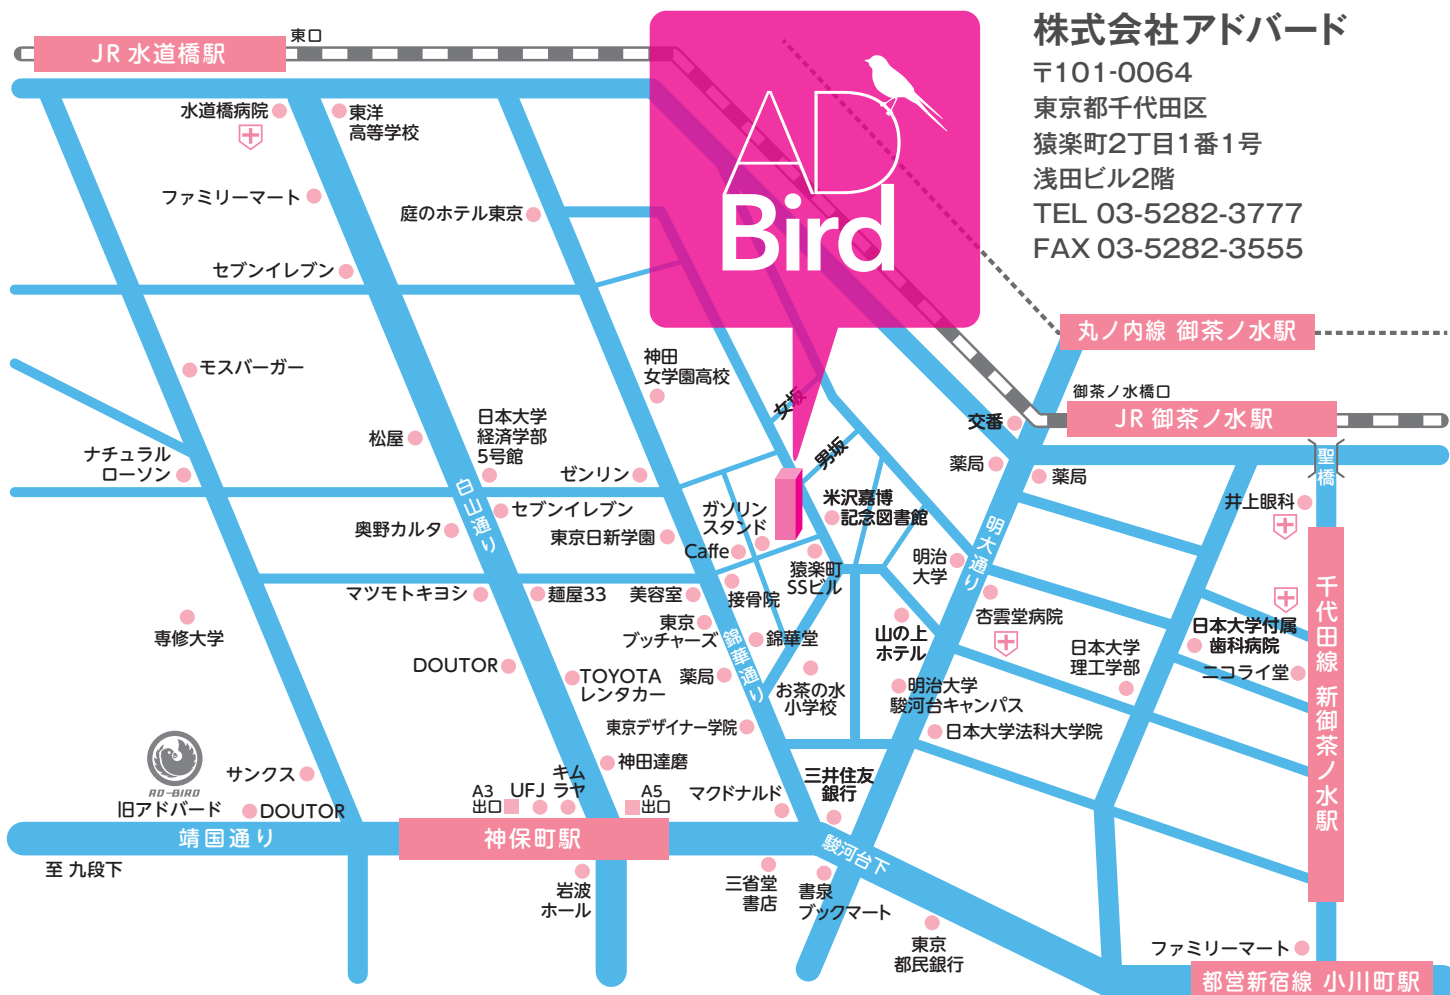 株式会社アドバード
〒101-0064
東京都千代田区
猿楽町2丁目1番1号
浅田ビル2階
TEL 03-5282-3777
FAX 03-5282-3555
AD
Bird
東口
JR 水道橋駅
水道橋病院
東洋
高等学校
ファミリーマート
庭のホテル東京
セブンイレブン
丸ノ内線 御茶ノ水駅
御茶ノ水橋口
JR 御茶ノ水駅
モスバーガー
神田
女学園高校
女坂
男坂
交番
薬局
薬局
聖橋
井上眼科
松屋
日本大学
経済学部
5号館
ナチュラル
ローソン
ゼンリン
白山通り
セブンイレブン
奥野カルタ
東京日新学園
ガソリン
スタンド
Caffe
米沢嘉博
記念図書館
明大通り
明治
大学
猿楽町
SSビル
マツモトキヨシ
麺屋33
美容室
接骨院
杏雲堂病院
千代田線 新御茶ノ水駅
専修大学
東京
ブッチャーズ
錦華通り
錦華堂
山の上
ホテル
日本大学
理工学部
日本大学付属
歯科病院
ニコライ堂
DOUTOR
TOYOTA
レンタカー
薬局
お茶の水
小学校
明治大学
駿河台キャンパス
東京デザイナー学院
日本大学法科大学院
AD-BIRD
旧アドバード
サンクス
DOUTOR
神田達磨
A3
出口
UFJ
キム
ラヤ
A5
出口
マクドナルド
三井住友
銀行
靖国通り
神保町駅
駿河台下
至 九段下
岩波
ホール
三省堂
書店
書泉
ブックマート
東京
都民銀行
ファミリーマート
都営新宿線 小川町駅